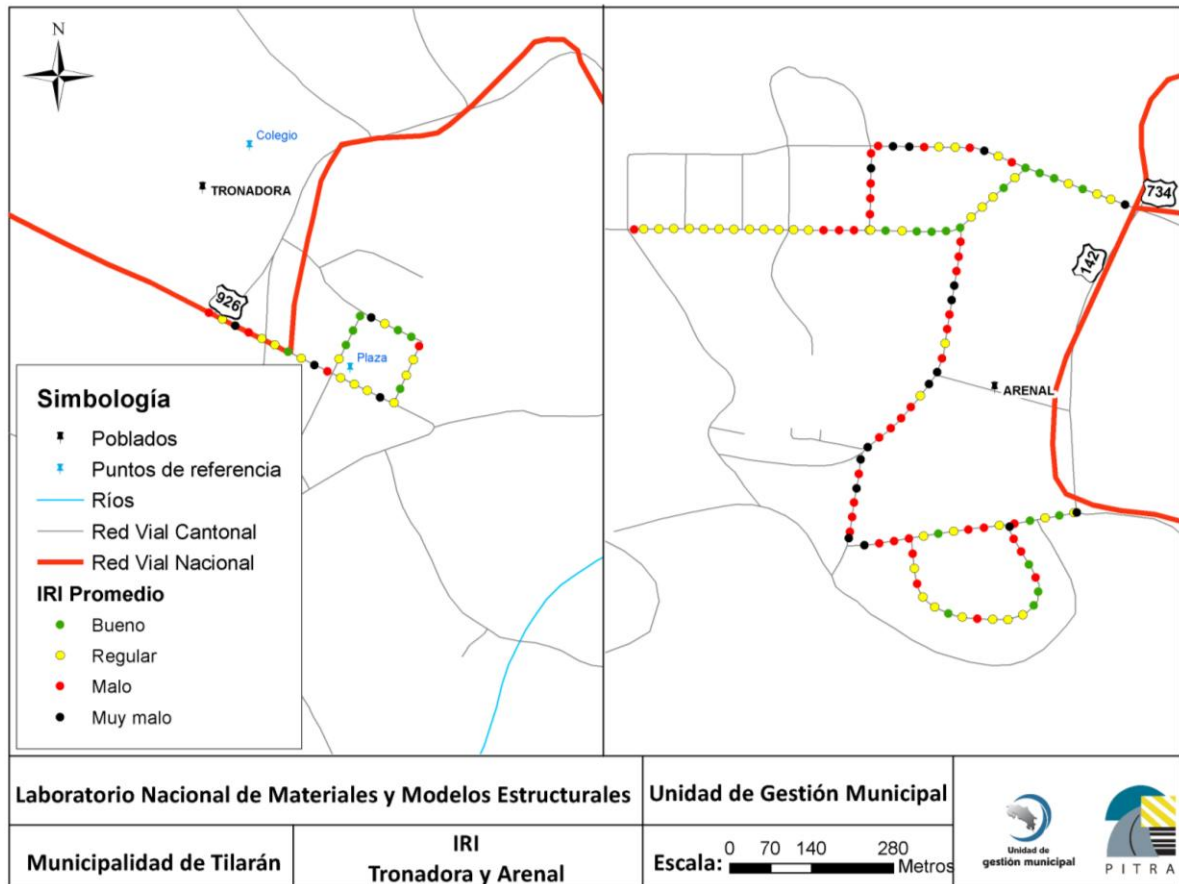 N
Colegio
TRONADORA
926
Plaza
Simbología
Poblados
Puntos de referencia
Ríos
Red Vial Cantonal
Red Vial Nacional
IRI Promedio
Bueno
Regular
Malo
Muy malo
734
142
ARENAL
Laboratorio Nacional de Materiales y Modelos Estructurales
Unidad de Gestión Municipal
Municipalidad de Tilarán
IRI
Tronadora y Arenal
Escala:
0 70 140 280
Metros
Unidad de
gestión municipal
PITRA